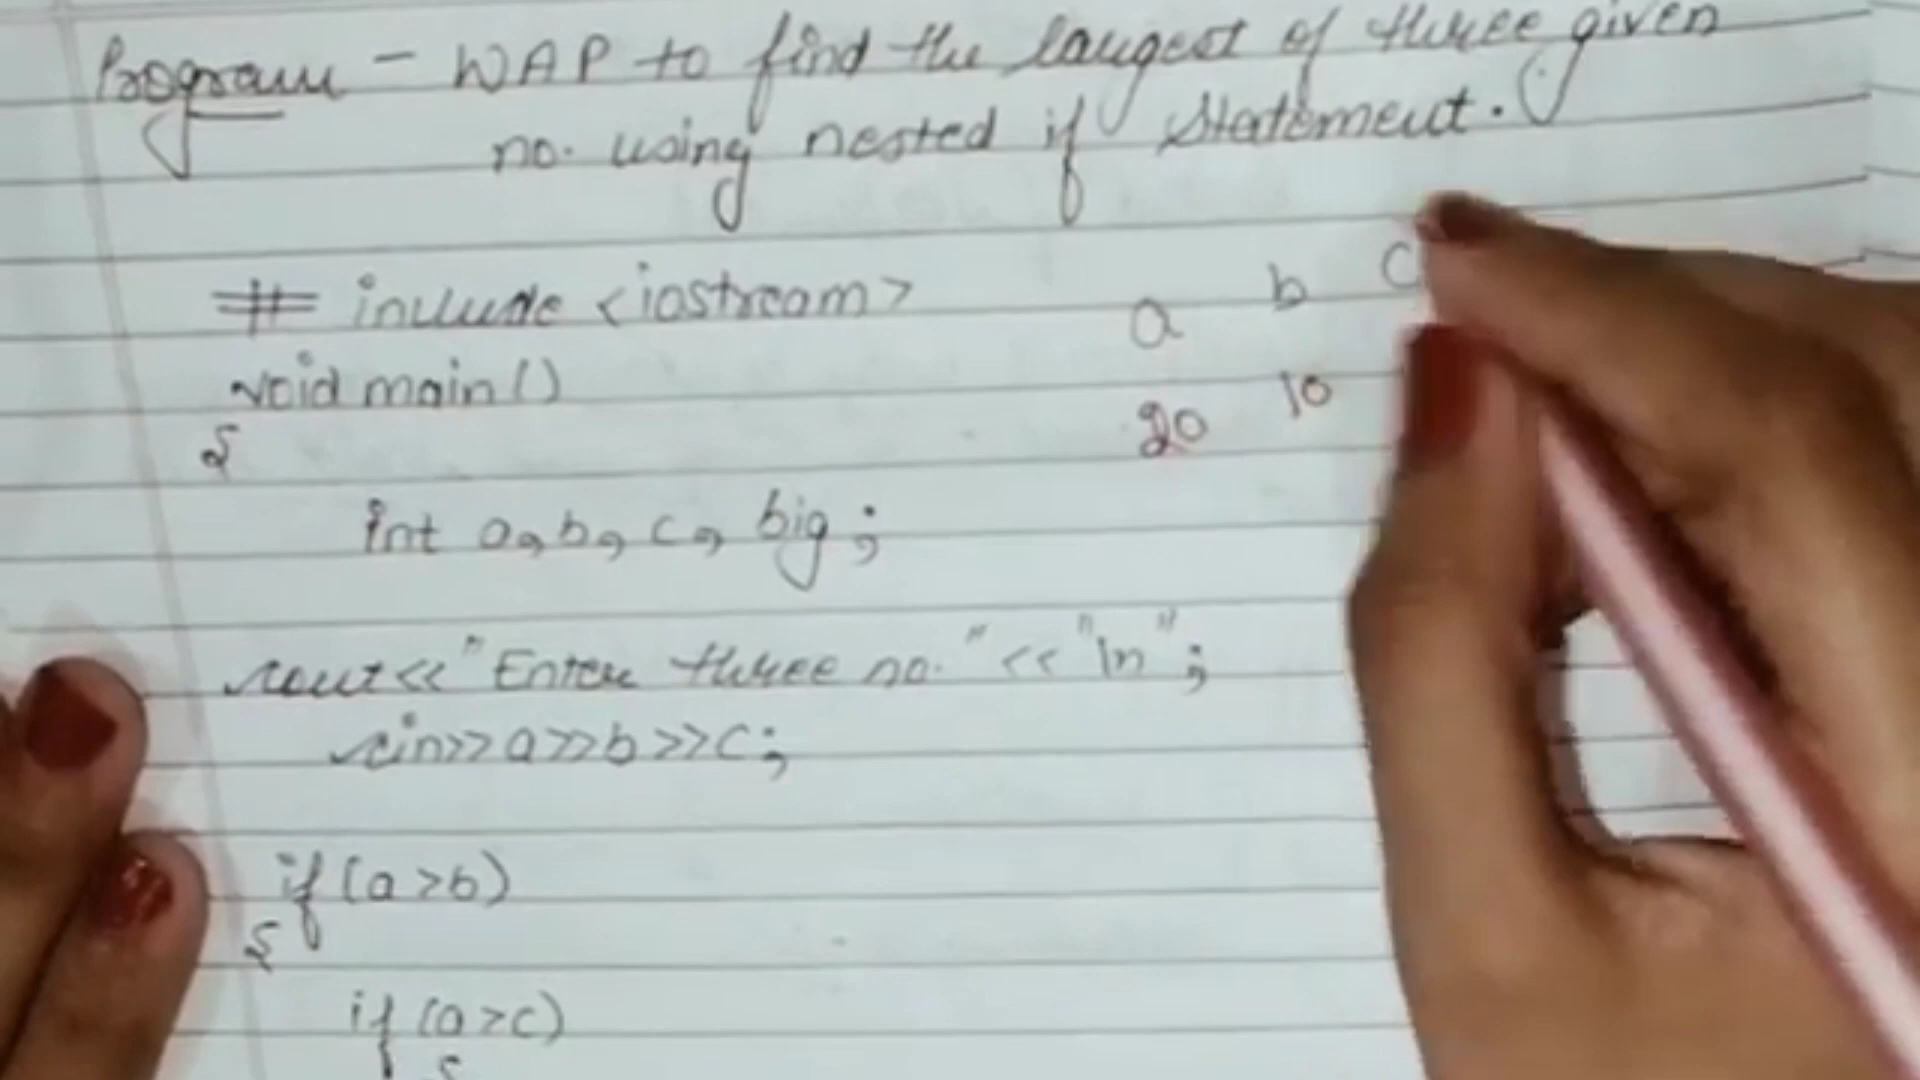 Program - WAP to find the largest of three given
no. using nested if statement.
# include <iostream>
void main()
{
int a, b, c, big;
cout<< "Enter three no." << "\n";
cin>>a>>b>>c;
if (a>b)
{
if (a>c)
{
a b c
20 10